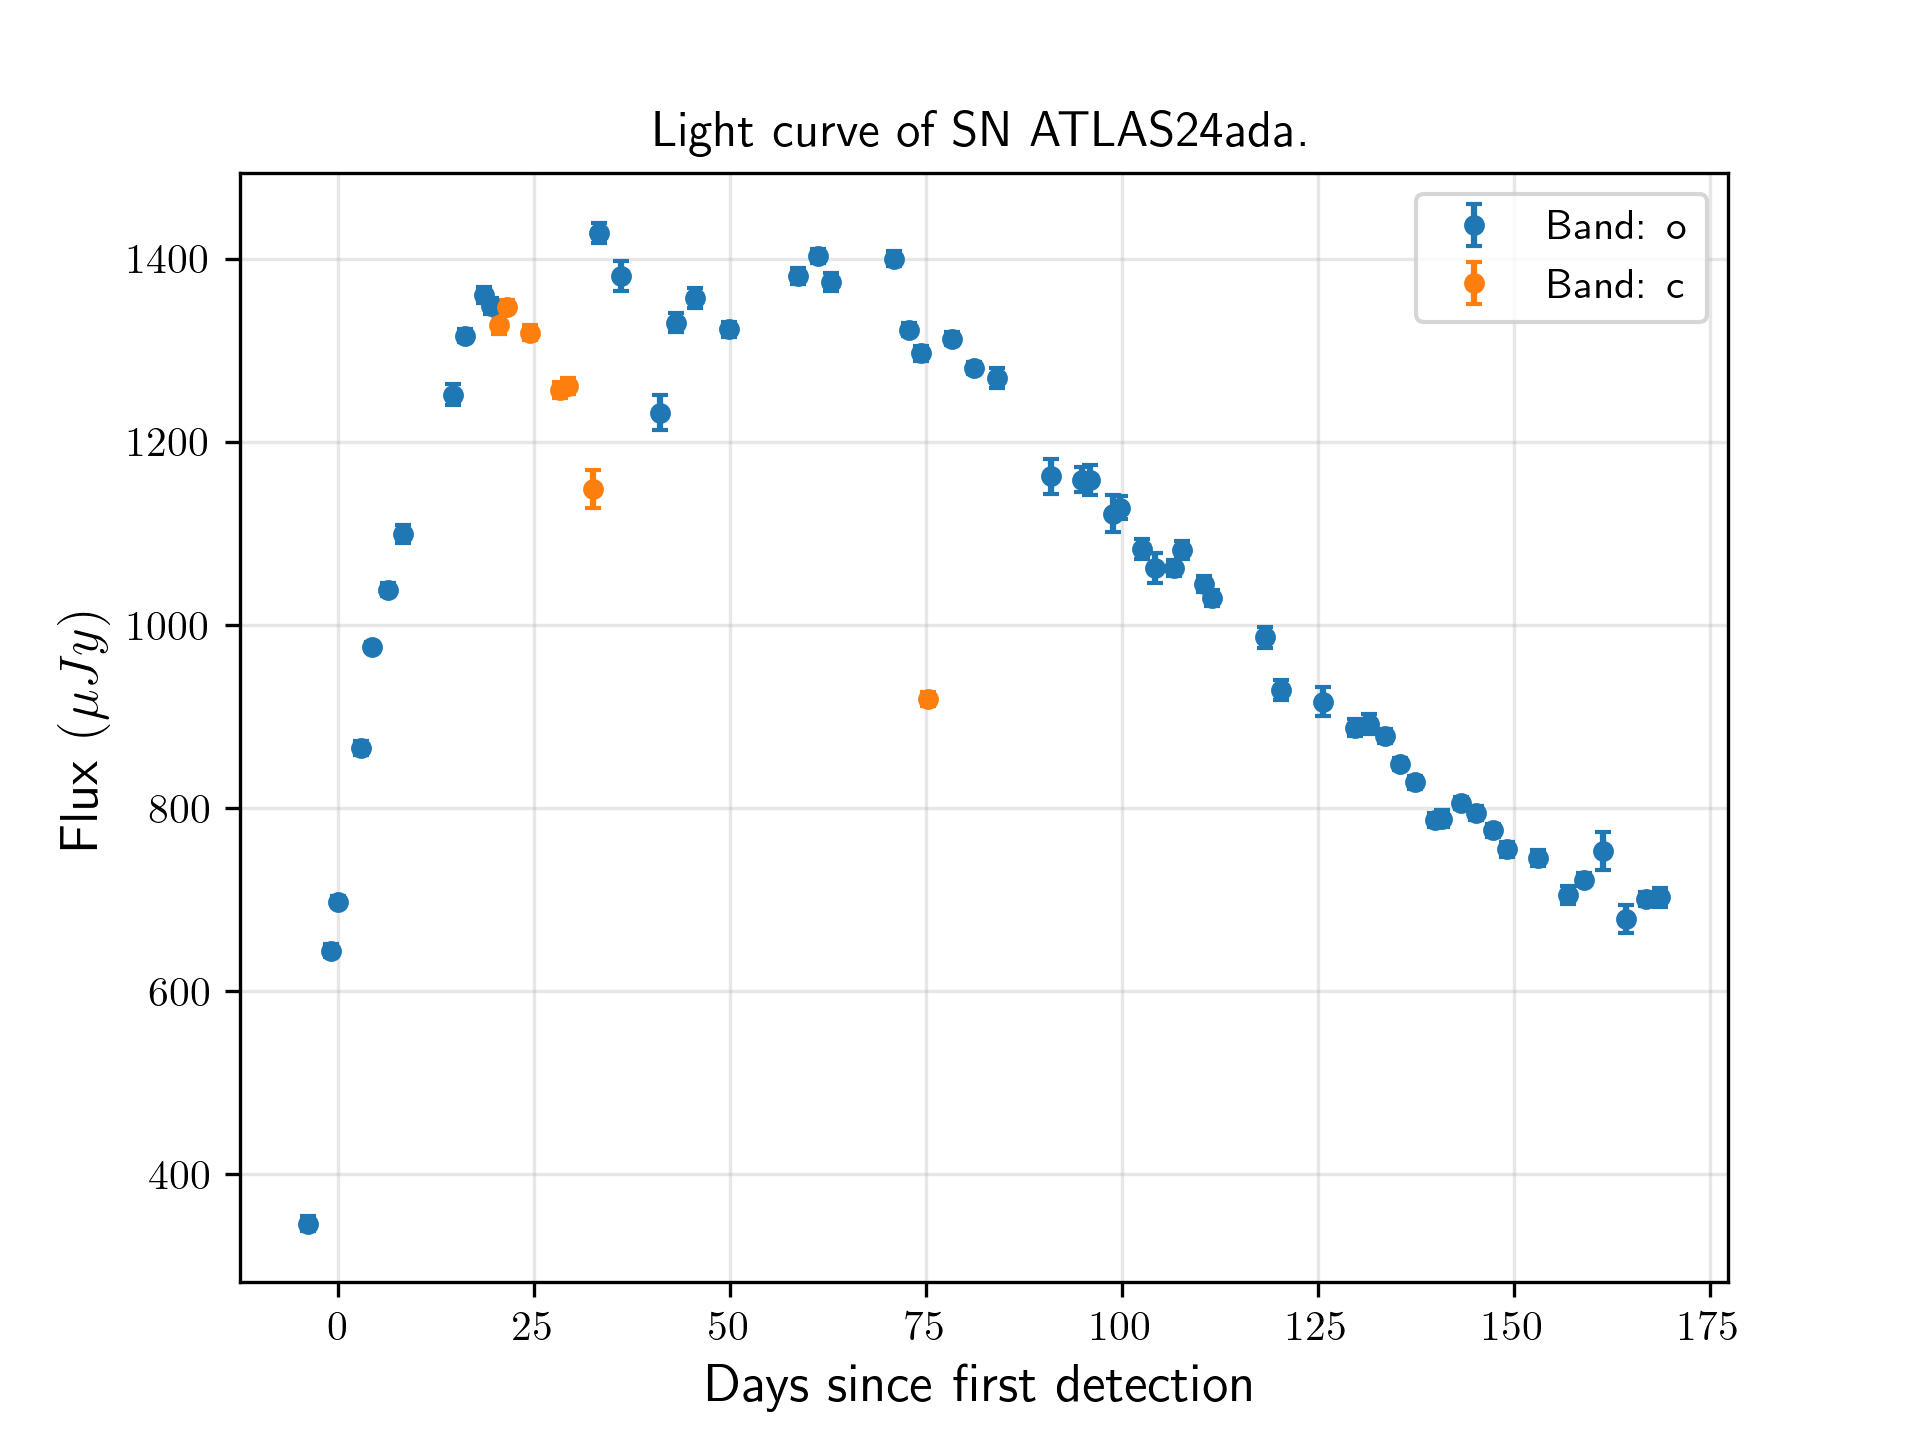 Light curve of SN ATLAS24ada.
Band: o
Band: c
1400
1200
1000
800
600
400
Flux (μJy)
0 25 50 75 100 125 150 175
Days since first detection